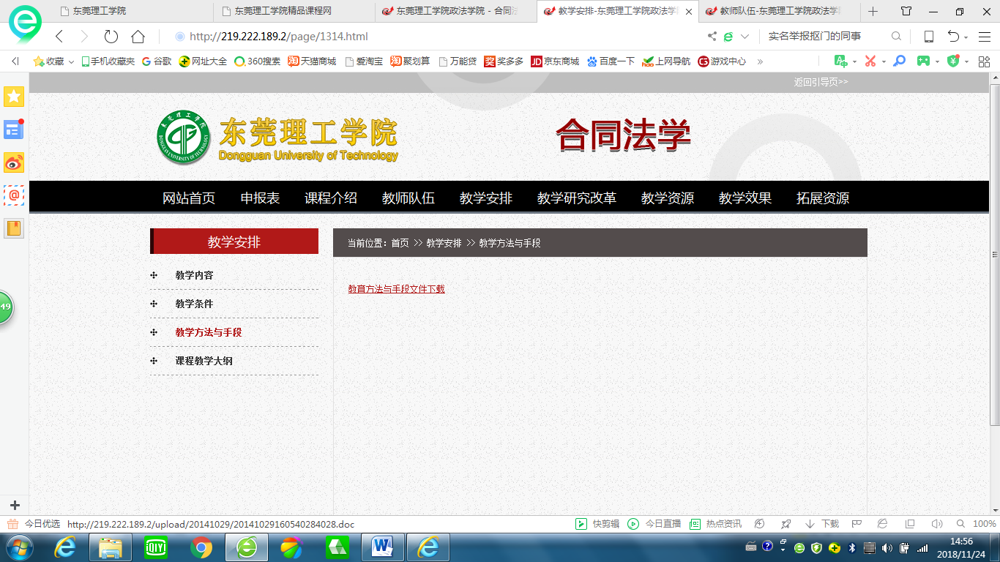 东莞理工学院
东莞理工学院精品课程网
东莞理工学院政法学院 - 合同法
教学安排-东莞理工学院政法学院
教师队伍-东莞理工学院政法学院
http://219.222.189.2/page/1314.html
实名举报抠门的同事
收藏
手机收藏夹
谷歌
网址大全
360搜索
天猫商城
爱淘宝
聚划算
万能贷
奖多多
京东商城
百度一下
上网导航
游戏中心
返回引导页>>
东莞理工学院
Dongguan University of Technology
合同法学
网站首页
申报表
课程介绍
教师队伍
教学安排
教学研究改革
教学资源
教学效果
拓展资源
教学安排
教学内容
教学条件
教学方法与手段
课程教学大纲
当前位置：首页 >> 教学安排 >> 教学方法与手段
教育方法与手段文件下载
49
今日优选
http://219.222.189.2/upload/20141029/20141029160540284028.doc
快剪辑
今日直播
热点资讯
下载
100%
14:56
2018/11/24